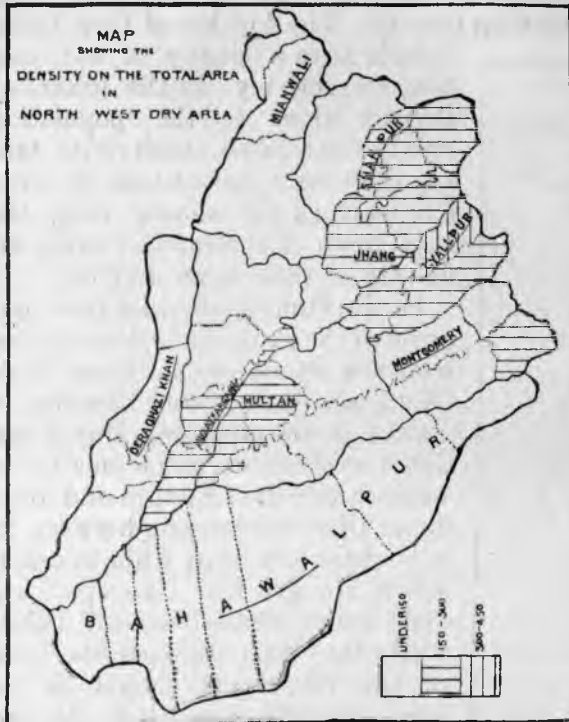 MAP
SHOWING THE
DENSITY ON THE TOTAL AREA
IN
NORTH WEST DRY AREA
MIANWALI
SHAHPUR
JHANG
LYALLPUR
MONTGOMERY
DERA GHAZI KHAN
MUZAFFARGARH
MULTAN
BAHAWALPUR
UNDER 150
150-300
300-450